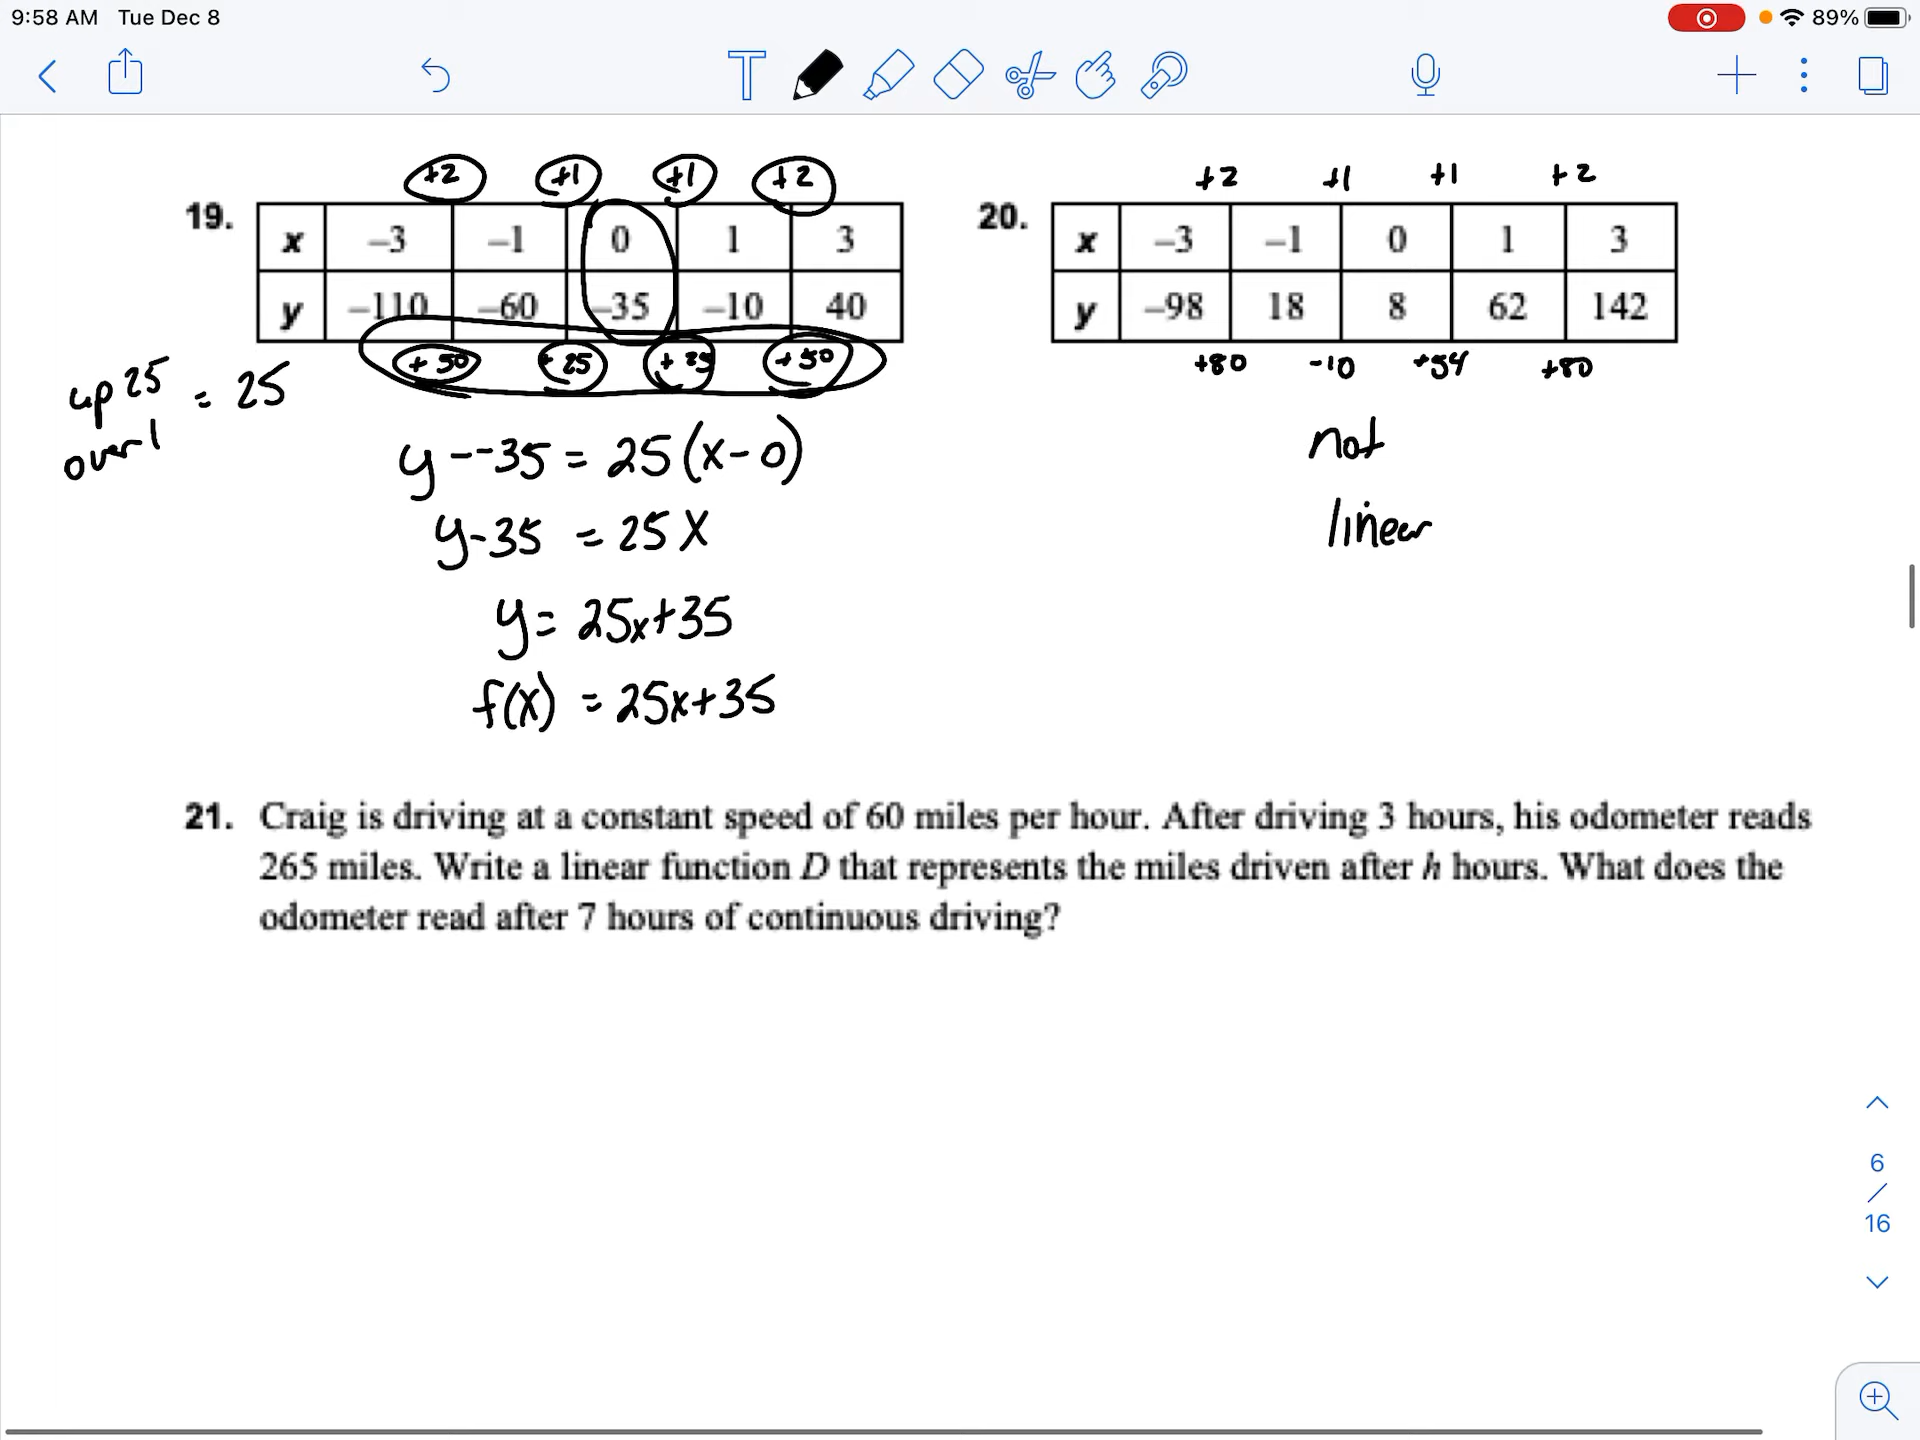 9:58 AM Tue Dec 8
89%
T
+2 +1 +1 +2
19.
x –3 –1 0 1 3
y –110 –60 –35 –10 40
+50 +25 +25 +50
up 25
over 1
= 25
y--35 = 25(x-0)
y-35 = 25x
y = 25x+35
f(x) = 25x+35
+2 +1 +1 +2
20.
x –3 –1 0 1 3
y –98 18 8 62 142
+80 -10 +54 +80
not
linear
21. Craig is driving at a constant speed of 60 miles per hour. After driving 3 hours, his odometer reads
265 miles. Write a linear function D that represents the miles driven after h hours. What does the
odometer read after 7 hours of continuous driving?
6
/
16